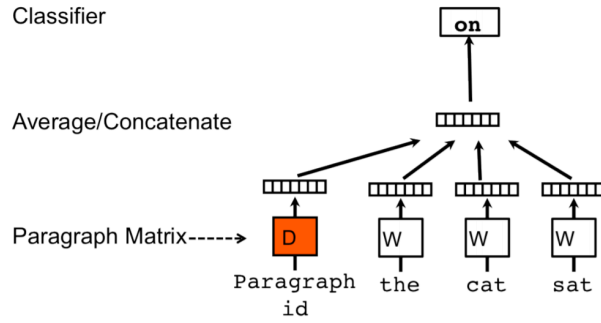 Classifier
on
Average/Concatenate
Paragraph Matrix
D
W
W
W
Paragraph
id
the
cat
sat